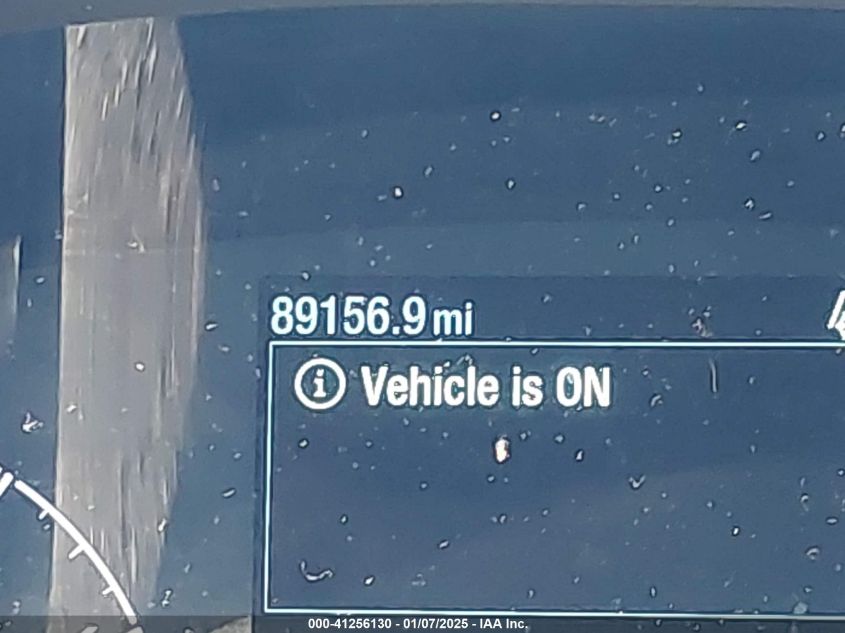 89156.9 mi
i Vehicle is ON
000-41256130 - 01/07/2025 - IAA Inc.